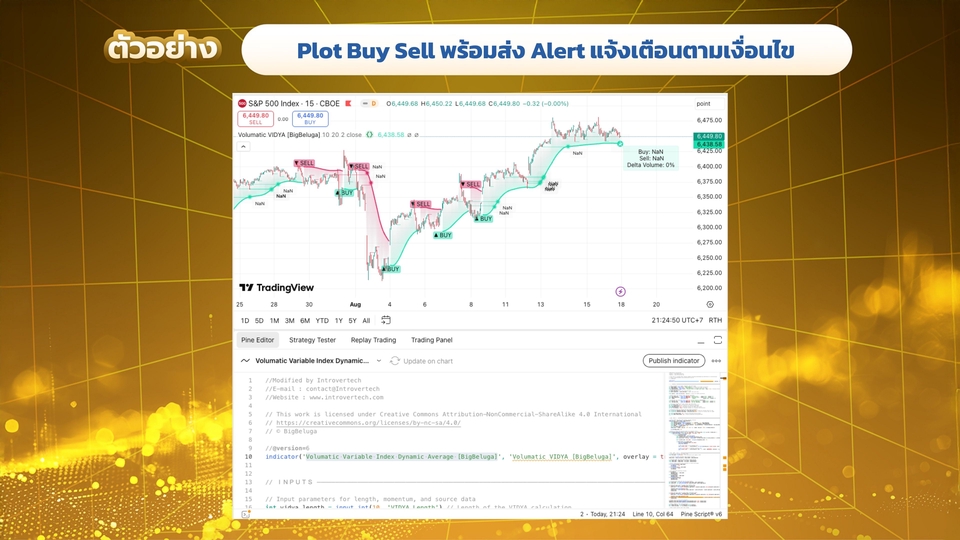 ตัวอย่าง
Plot Buy Sell พร้อมส่ง Alert แจ้งเตือนตามเงื่อนไข
S&P 500 Index · 15 · CBOE D O6,449.68 H6,450.22 L6,449.68 C6,449.80 −0.32 (−0.00%) point
6,449.80 SELL 0.00 6,449.80 BUY
Volumatic VIDYA [BigBeluga] 10 20 2 close 6,438.58 ∅ ∅
6,475.00
6,449.80
6,438.58
6,425.00
6,400.00
6,375.00
6,350.00
6,325.00
6,300.00
6,275.00
6,250.00
6,225.00
6,200.00
Buy: NaN
Sell: NaN
Delta Volume: 0%
▼ SELL
▼ SELL
NaN
NaN
NaN
NaN
NaN
▲ BUY
▼ SELL
▲ BUY
▲ BUY
▼ SELL
▲ BUY
NaN
NaN
NaN
NaN
TradingView
25 28 30 Aug 4 6 8 11 13 15 18 20
1D 5D 1M 3M 6M YTD 1Y 5Y All 21:24:50 UTC+7 RTH
Pine Editor Strategy Tester Replay Trading Trading Panel
Volumatic Variable Index Dynamic... Update on chart Publish indicator
1 //Modified by Introvertech
2 //E-mail : contact@Introvertech
3 //Website : www.introvertech.com
4
5 // This work is licensed under Creative Commons Attribution-NonCommercial-ShareAlike 4.0 International
6 // https://creativecommons.org/licenses/by-nc-sa/4.0/
7 // © BigBeluga
8
9 //@version=6
10 indicator('Volumatic Variable Index Dynamic Average [BigBeluga]', 'Volumatic VIDYA [BigBeluga]', overlay = t
11
12
13 // INPUTS
14
15 // Input parameters for length, momentum, and source data
16 int vidya_length = input.int(10, 'VIDYA Length') // Length of the VIDYA calculation
2 - Today, 21:24 Line 10, Col 64 Pine Script® v6